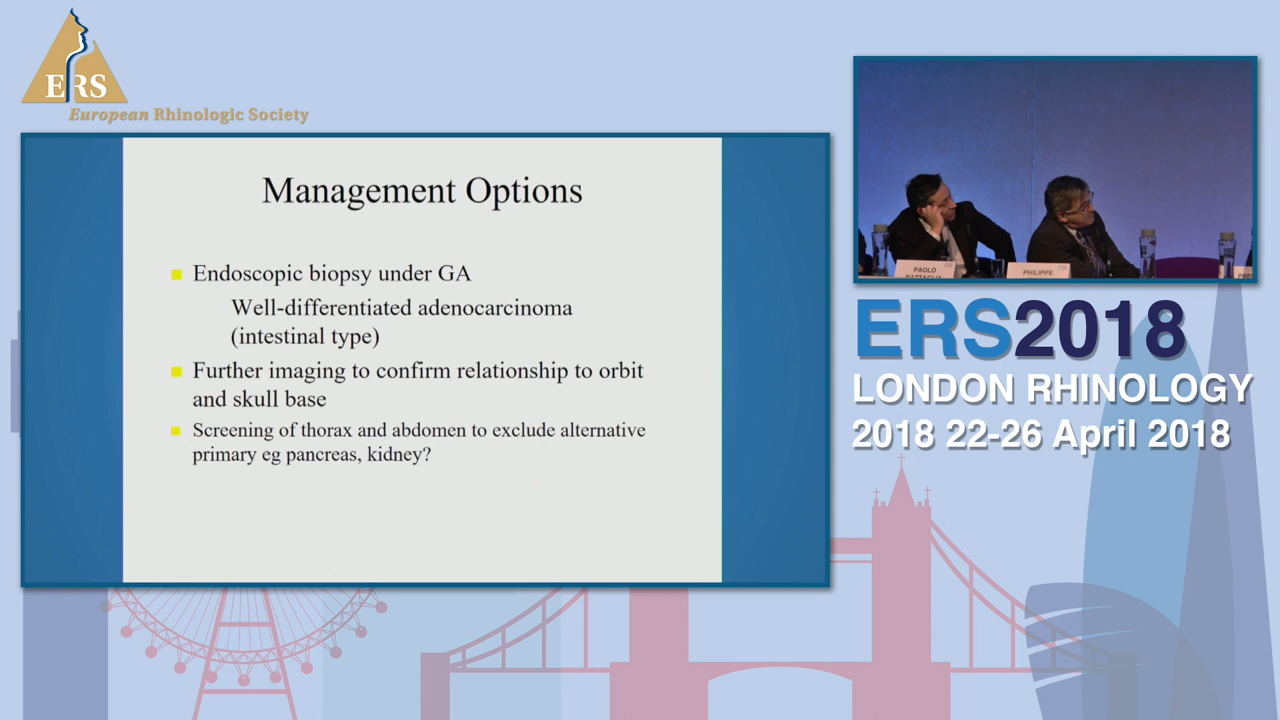 ERS
European Rhinologic Society
Management Options
Endoscopic biopsy under GA
Well-differentiated adenocarcinoma
(intestinal type)
Further imaging to confirm relationship to orbit
and skull base
Screening of thorax and abdomen to exclude alternative
primary eg pancreas, kidney?
PAOLO
PHILIPPE
ERS2018
LONDON RHINOLOGY
2018 22-26 April 2018